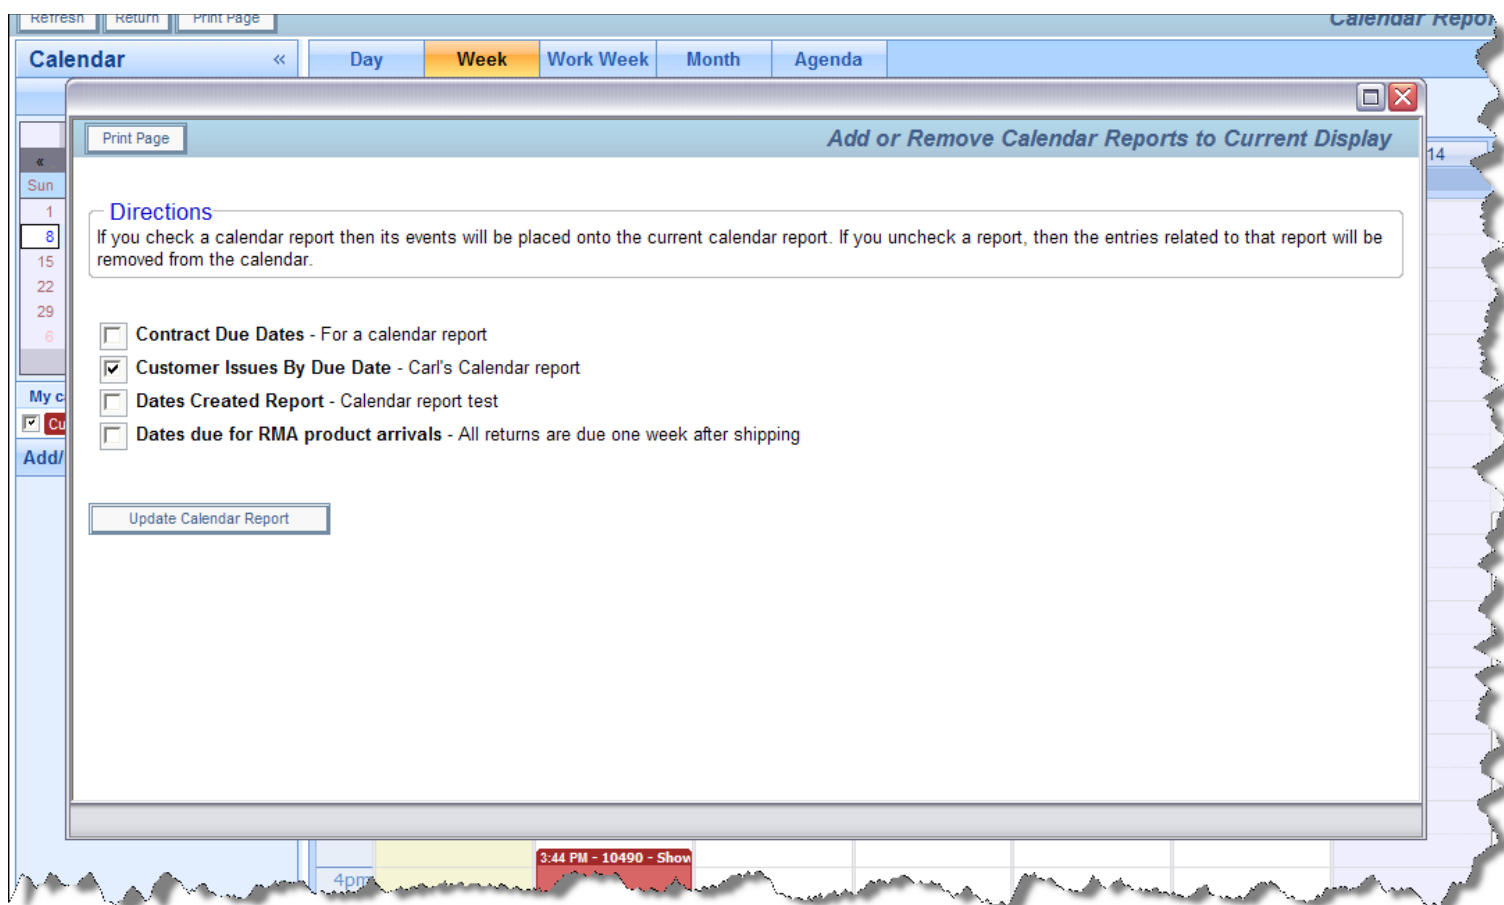 Refresh Return Print Page Calendar Repor
Calendar « Day Week Work Week Month Agenda
Print Page Add or Remove Calendar Reports to Current Display
14
«
Sun
1
8
15
22
29
6
Directions
If you check a calendar report then its events will be placed onto the current calendar report. If you uncheck a report, then the entries related to that report will be
removed from the calendar.
Contract Due Dates - For a calendar report
Customer Issues By Due Date - Carl's Calendar report
Dates Created Report - Calendar report test
Dates due for RMA product arrivals - All returns are due one week after shipping
My c
Cu
Add/
Update Calendar Report
3:44 PM - 10490 - Show
4pm